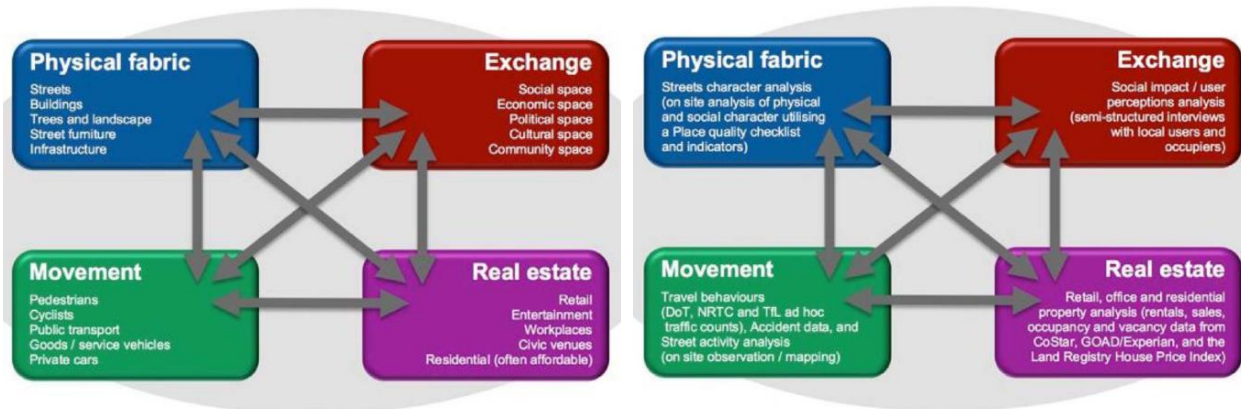 Physical fabric
Streets
Buildings
Trees and landscape
Street furniture
Infrastructure
Exchange
Social space
Economic space
Political space
Cultural space
Community space
Movement
Pedestrians
Cyclists
Public transport
Goods / service vehicles
Private cars
Real estate
Retail
Entertainment
Workplaces
Civic venues
Residential (often affordable)
Physical fabric
Streets character analysis
(on site analysis of physical
and social character utilising
a Place quality checklist
and indicators)
Exchange
Social impact / user
perceptions analysis
(semi-structured interviews
with local users and
occupiers)
Movement
Travel behaviours
(DoT, NRTC and TfL ad hoc
traffic counts), Accident data, and
Street activity analysis
(on site observation / mapping)
Real estate
Retail, office and residential
property analysis (rentals, sales,
occupancy and vacancy data from
CoStar, GOAD/Experian, and the
Land Registry House Price Index)